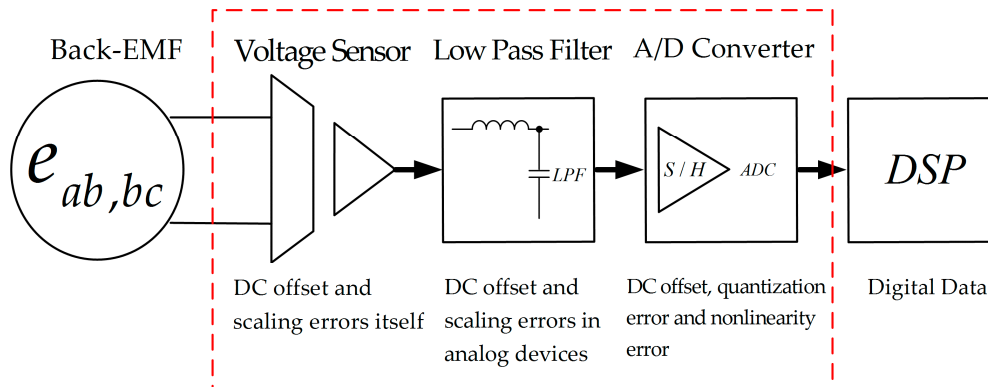 Back-EMF
Voltage Sensor
Low Pass Filter
A/D Converter
e
ab,bc
LPF
S / H
ADC
DSP
DC offset and
scaling errors itself
DC offset and
scaling errors in
analog devices
DC offset, quantization
error and nonlinearity
error
Digital Data